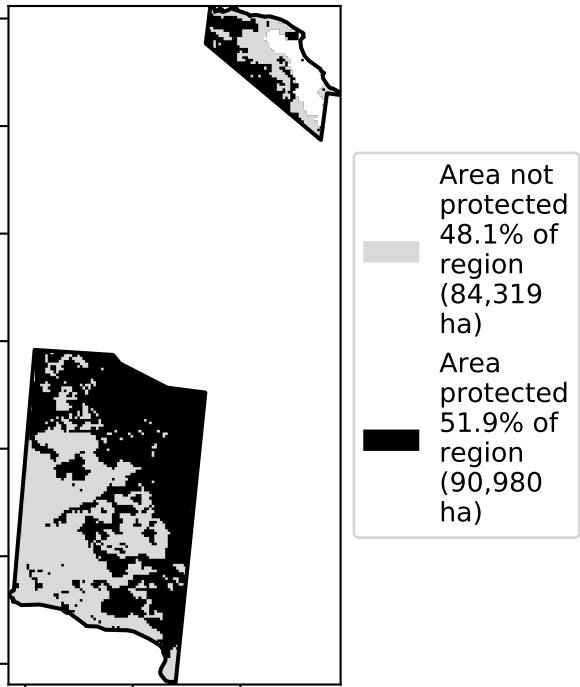 Area not
protected
48.1% of
region
(84,319
ha)
Area
protected
51.9% of
region
(90,980
ha)